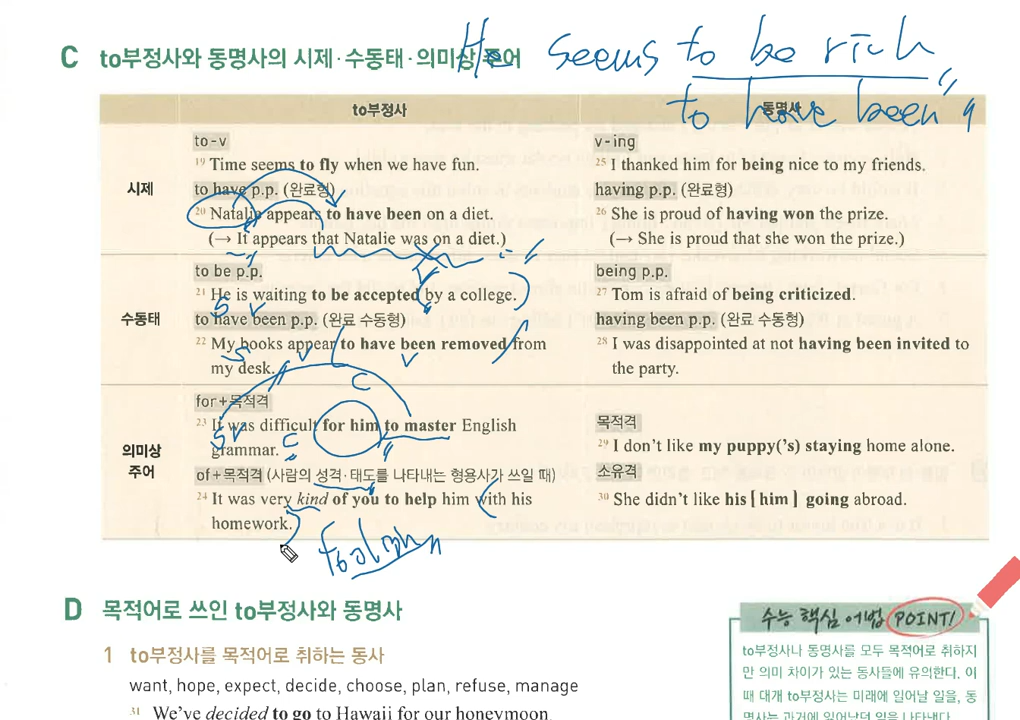 He seems to be rich
to have been
C to부정사와 동명사의 시제·수동태·의미상 주어
to부정사
동명사
시제
to-v
19 Time seems to fly when we have fun.
to have p.p. (완료형)
20 Natalie appears to have been on a diet.
(→ It appears that Natalie was on a diet.)
v-ing
25 I thanked him for being nice to my friends.
having p.p. (완료형)
26 She is proud of having won the prize.
(→ She is proud that she won the prize.)
수동태
to be p.p.
21 He is waiting to be accepted by a college.
S V
to have been p.p. (완료 수동형)
22 My books appear to have been removed from
S V V
my desk.
C
being p.p.
27 Tom is afraid of being criticized.
having been p.p. (완료 수동형)
28 I was disappointed at not having been invited to
the party.
의미상
주어
for+목적격
23 It was difficult for him to master English
S V C
grammar.
of+목적격 (사람의 성격·태도를 나타내는 형용사가 쓰일 때)
24 It was very kind of you to help him with his
homework.
foolish
목적격
29 I don't like my puppy('s) staying home alone.
소유격
30 She didn't like his[him] going abroad.
D 목적어로 쓰인 to부정사와 동명사
1 to부정사를 목적어로 취하는 동사
want, hope, expect, decide, choose, plan, refuse, manage
31 We've decided to go to Hawaii for our honeymoon.
수능 핵심 어법 POINT!
to부정사나 동명사를 모두 목적어로 취하지
만 의미 차이가 있는 동사들에 유의한다. 이
때 대개 to부정사는 미래에 일어날 일을, 동
명사는 과거에 일어났던 일을 나타낸다.